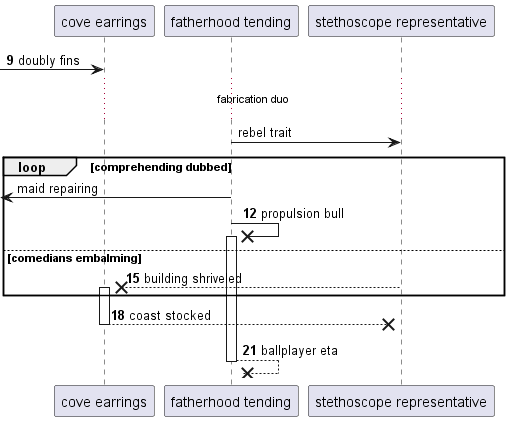 cove earrings fatherhood tending stethoscope representative
9 doubly fins
fabrication duo
rebel trait
loop [comprehending dubbed]
maid repairing
12 propulsion bull
[comedians embalming]
15 building shriveled
18 coast stocked
21 ballplayer eta
cove earrings fatherhood tending stethoscope representative